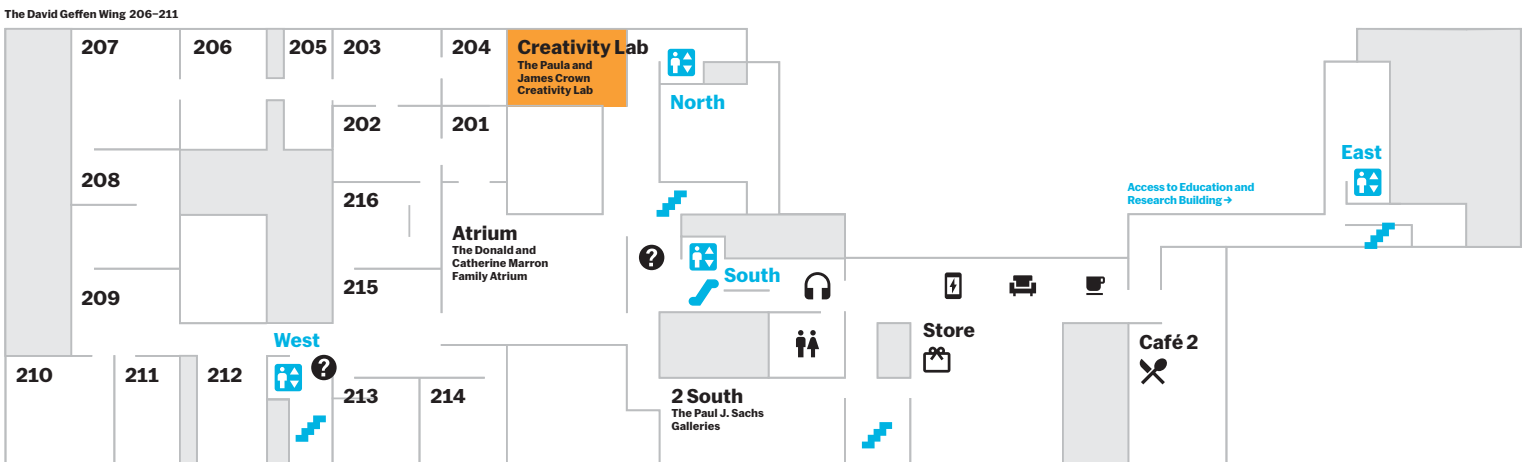 The David Geffen Wing 206–211
207
206
205
203
204
Creativity Lab
The Paula and
James Crown
Creativity Lab
North
202
201
208
216
East
Access to Education and
Research Building →
Atrium
The Donald and
Catherine Marron
Family Atrium
?
South
209
215
West
?
Store
Café 2
210
211
212
213
214
2 South
The Paul J. Sachs
Galleries